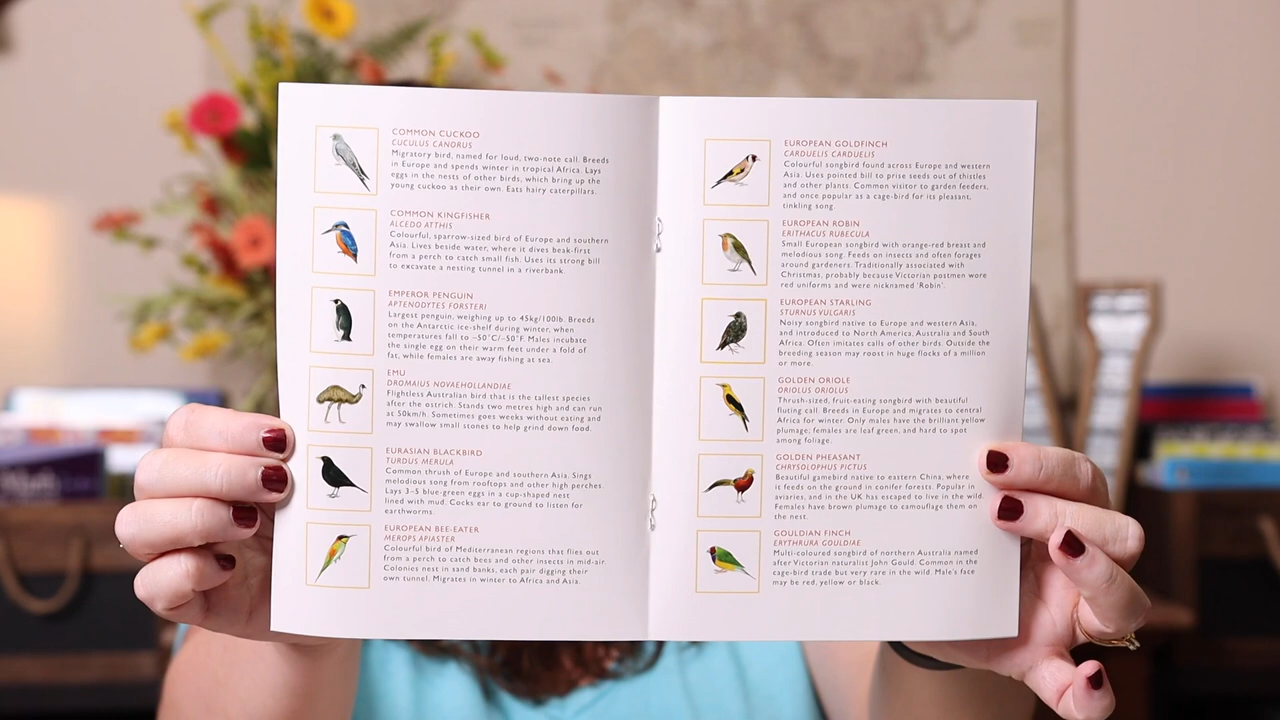 COMMON CUCKOO
CUCULUS CANORUS
Migratory bird, named for loud, two-note call. Breeds
in Europe and spends winter in tropical Africa. Lays
eggs in the nests of other birds, which bring up the
young cuckoo as their own. Eats hairy caterpillars.
COMMON KINGFISHER
ALCEDO ATTHIS
Colourful, sparrow-sized bird of Europe and southern
Asia. Lives beside water, where it dives beak-first
from a perch to catch small fish. Uses its strong bill
to excavate a nesting tunnel in a riverbank.
EMPEROR PENGUIN
APTENODYTES FORSTERI
Largest penguin, weighing up to 45kg/100lb. Breeds
on the Antarctic ice-shelf during winter, when
temperatures fall to –50°C/–50°F. Males incubate
the single egg on their warm feet under a fold of
fat, while females are away fishing at sea.
EMU
DROMAIUS NOVAEHOLLANDIAE
Flightless Australian bird that is the tallest species
after the ostrich. Stands two metres high and can run
at 50km/h. Sometimes goes weeks without eating and
may swallow small stones to help grind down food.
EURASIAN BLACKBIRD
TURDUS MERULA
Common thrush of Europe and southern Asia. Sings
melodious song from rooftops and other high perches.
Lays 3–5 blue-green eggs in a cup-shaped nest
lined with mud. Cocks ear to ground to listen for
earthworms.
EUROPEAN BEE-EATER
MEROPS APIASTER
Colourful bird of Mediterranean regions that flies out
from a perch to catch bees and other insects in mid-air.
Colonies nest in sand banks, each pair digging their
own tunnel. Migrates in winter to Africa and Asia.
EUROPEAN GOLDFINCH
CARDUELIS CARDUELIS
Colourful songbird found across Europe and western
Asia. Uses pointed bill to prise seeds out of thistles
and other plants. Common visitor to garden feeders,
and once popular as a cage-bird for its pleasant,
tinkling song.
EUROPEAN ROBIN
ERITHACUS RUBECULA
Small European songbird with orange-red breast and
melodious song. Feeds on insects and often forages
around gardeners. Traditionally associated with
Christmas, probably because Victorian postmen wore
red uniforms and were nicknamed 'Robin'.
EUROPEAN STARLING
STURNUS VULGARIS
Noisy songbird native to Europe and western Asia,
and introduced to North America, Australia and South
Africa. Often imitates calls of other birds. Outside the
breeding season may roost in huge flocks of a million
or more.
GOLDEN ORIOLE
ORIOLUS ORIOLUS
Thrush-sized, fruit-eating songbird with beautiful
fluting call. Breeds in Europe and migrates to central
Africa for winter. Only males have the brilliant yellow
plumage; females are leaf green, and hard to spot
among foliage.
GOLDEN PHEASANT
CHRYSOLOPHUS PICTUS
Beautiful gamebird native to eastern China, where
it feeds on the ground in conifer forests. Popular in
aviaries, and in the UK has escaped to live in the wild.
Females have brown plumage to camouflage them on
the nest.
GOULDIAN FINCH
ERYTHRURA GOULDIAE
Multi-coloured songbird of northern Australia named
after Victorian naturalist John Gould. Common in the
cage-bird trade but very rare in the wild. Male's face
may be red, yellow or black.